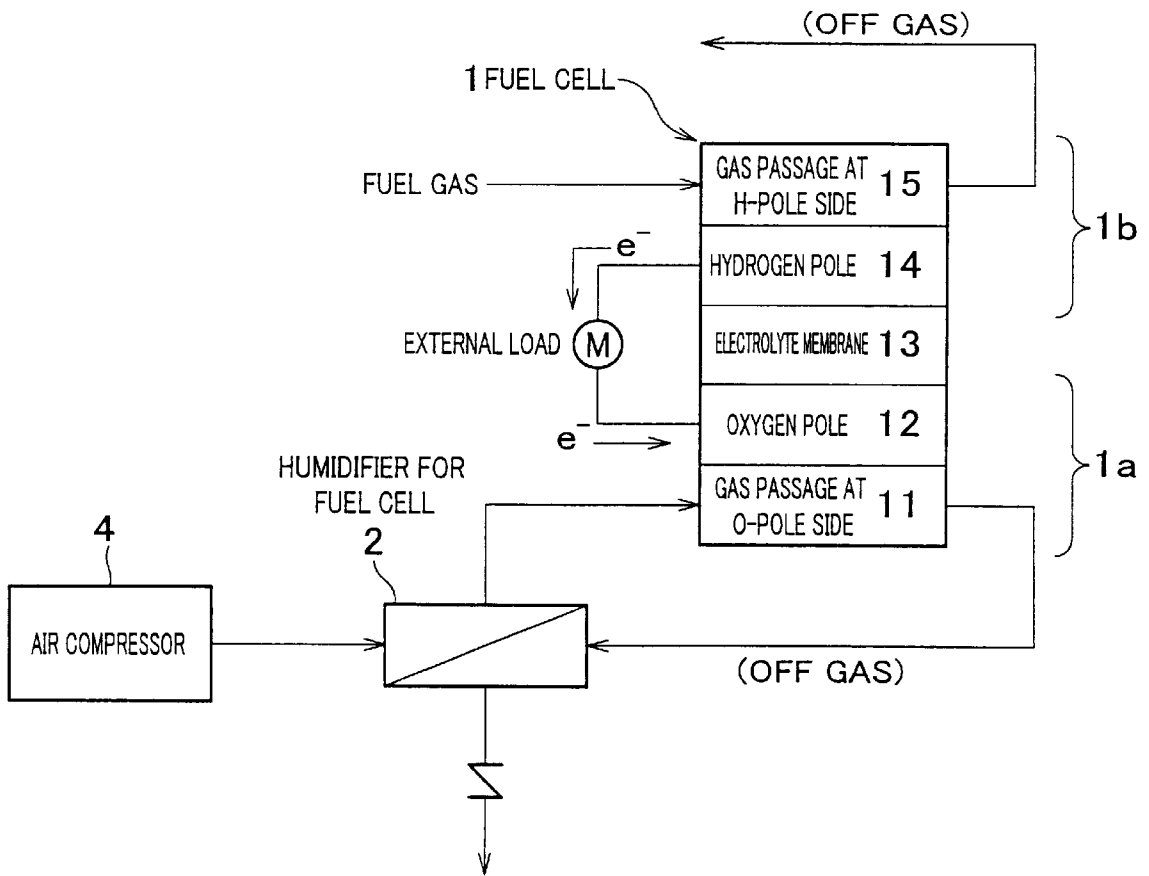 (OFF GAS)
1 FUEL CELL
GAS PASSAGE AT
H-POLE SIDE
15
FUEL GAS
1b
e⁻
HYDROGEN POLE 14
EXTERNAL LOAD
M
ELECTROLYTE MEMBRANE 13
OXYGEN POLE 12
e⁻
1a
HUMIDIFIER FOR
FUEL CELL
2
GAS PASSAGE AT
O-POLE SIDE
11
4
AIR COMPRESSOR
(OFF GAS)